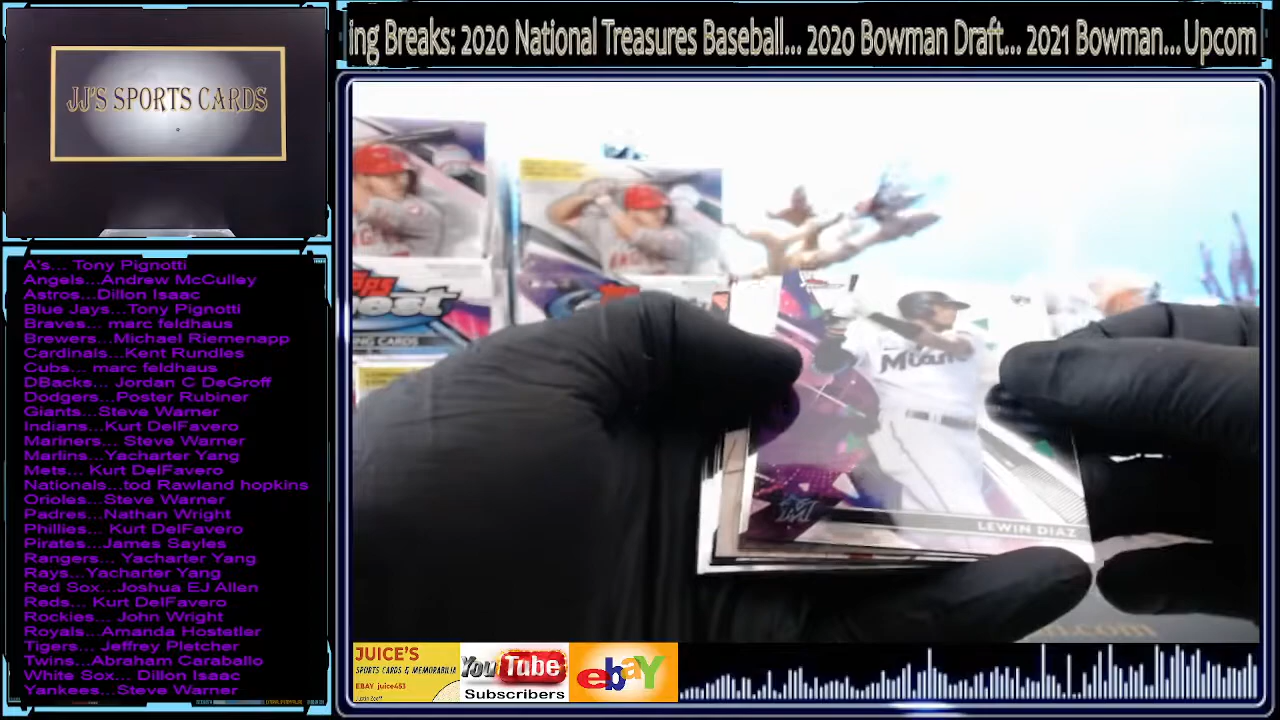 ing Breaks: 2020 National Treasures Baseball... 2020 Bowman Draft... 2021 Bowman... Upcom
JJ'S SPORTS CARDS
A's... Tony Pignotti
Angels...Andrew McCulley
Astros...Dillon Isaac
Blue Jays...Tony Pignotti
Braves... marc feldhaus
Brewers...Michael Riemenapp
Cardinals...Kent Rundles
Cubs... marc feldhaus
DBacks... Jordan C DeGroff
Dodgers...Poster Rubiner
Giants...Steve Warner
Indians...Kurt DelFavero
Mariners... Steve Warner
Marlins...Yacharter Yang
Mets... Kurt DelFavero
Nationals...tod Rawland hopkins
Orioles...Steve Warner
Padres...Nathan Wright
Phillies... Kurt DelFavero
Pirates...James Sayles
Rangers... Yacharter Yang
Rays...Yacharter Yang
Red Sox...Joshua EJ Allen
Reds... Kurt DelFavero
Rockies... John Wright
Royals...Amanda Hostetler
Tigers... Jeffrey Pletcher
Twins...Abraham Caraballo
White Sox... Dillon Isaac
Yankees...Steve Warner
Miami
LEWIN DIAZ
JUICE'S
SPORTS CARDS & MEMORABILIA
EBAY juice453
YouTube
Subscribers
ebaY